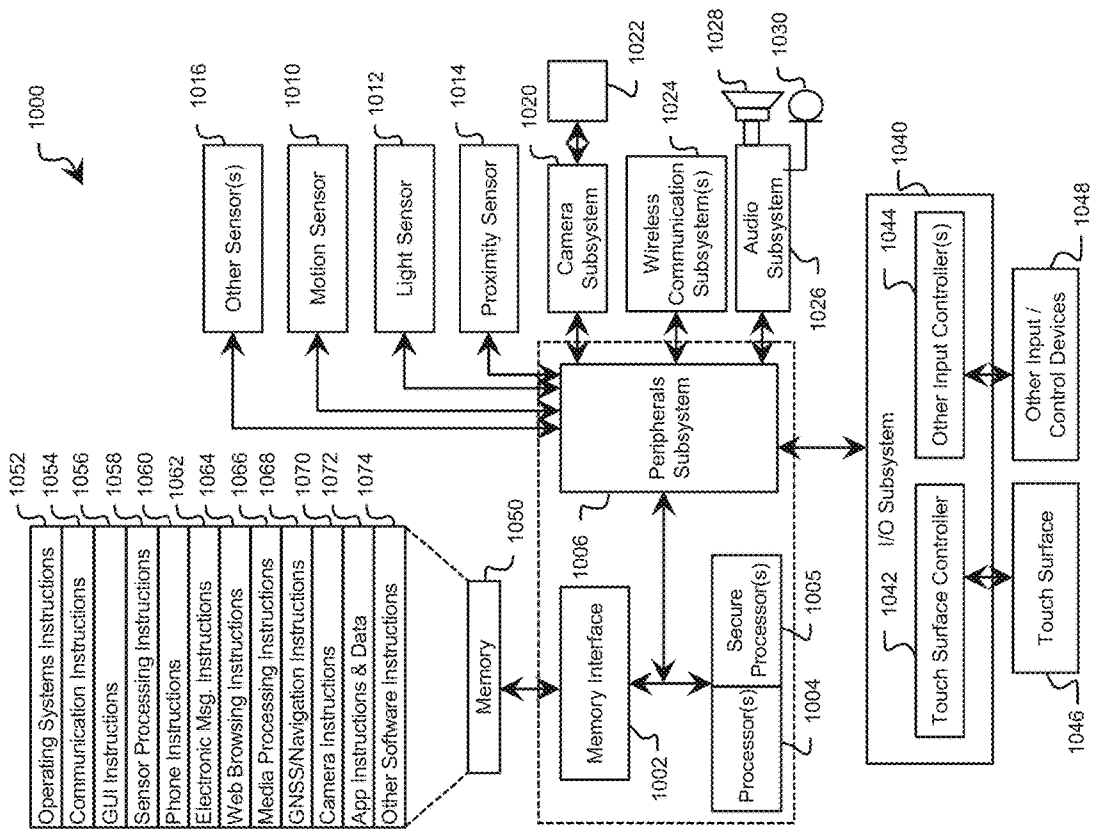 1000
1052
1054
1056
1058
1060
1062
1064
1066
1068
1070
1072
1074
Operating Systems Instructions
Communication Instructions
GUI Instructions
Sensor Processing Instructions
Phone Instructions
Electronic Msg. Instructions
Web Browsing Instructions
Media Processing Instructions
GNSS/Navigation Instructions
Camera Instructions
App Instructions & Data
Other Software Instructions
Memory
1050
Other Sensor(s)
1016
Motion Sensor
1010
Light Sensor
1012
Proximity Sensor
1014
Camera
Subsystem
1020
1022
Wireless
Communication
Subsystem(s)
1024
Audio
Subsystem
1026
1028
1030
Peripherals
Subsystem
1006
Memory Interface
1002
Processor(s)
1004
Secure
Processor(s)
1005
I/O Subsystem
1040
Touch Surface Controller
1042
Other Input Controller(s)
1044
Touch Surface
1046
Other Input /
Control Devices
1048